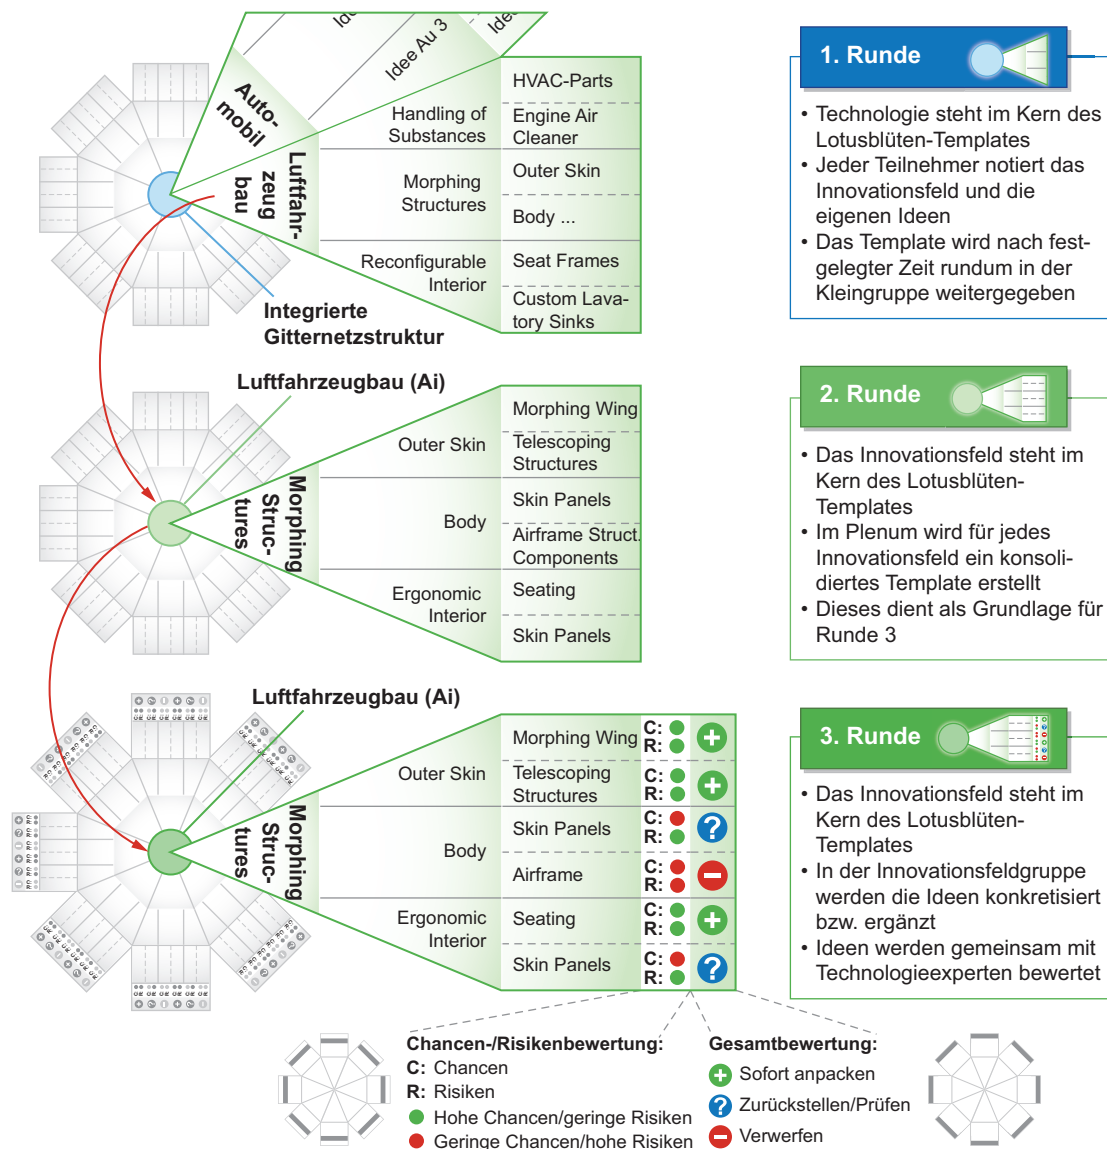 Idee Au 3
Auto-
mobil
Luftfahr-
zeug
bau
Handling of
Substances
HVAC-Parts
Engine Air
Cleaner
Morphing
Structures
Outer Skin
Body ...
Reconfigurable
Interior
Seat Frames
Custom Lava-
tory Sinks
Integrierte
Gitternetzstruktur
1. Runde
• Technologie steht im Kern des
Lotusblüten-Templates
• Jeder Teilnehmer notiert das
Innovationsfeld und die
eigenen Ideen
• Das Template wird nach fest-
gelegter Zeit rundum in der
Kleingruppe weitergegeben
Luftfahrzeugbau (Ai)
Morphing
Struc-
tures
Outer Skin
Morphing Wing
Telescoping
Structures
Body
Skin Panels
Airframe Struct.
Components
Ergonomic
Interior
Seating
Skin Panels
2. Runde
• Das Innovationsfeld steht im
Kern des Lotusblüten-
Templates
• Im Plenum wird für jedes
Innovationsfeld ein konsoli-
diertes Template erstellt
• Dieses dient als Grundlage für
Runde 3
Luftfahrzeugbau (Ai)
Morphing
Struc-
tures
Outer Skin
Morphing Wing
C:
R:
Telescoping
Structures
C:
R:
Body
Skin Panels
C:
R:
Airframe
C:
R:
Ergonomic
Interior
Seating
C:
R:
Skin Panels
C:
R:
3. Runde
• Das Innovationsfeld steht im
Kern des Lotusblüten-
Templates
• In der Innovationsfeldgruppe
werden die Ideen konkretisiert
bzw. ergänzt
• Ideen werden gemeinsam mit
Technologieexperten bewertet
Chancen-/Risikenbewertung:
C: Chancen
R: Risiken
Hohe Chancen/geringe Risiken
Geringe Chancen/hohe Risiken
Gesamtbewertung:
Sofort anpacken
Zurückstellen/Prüfen
Verwerfen